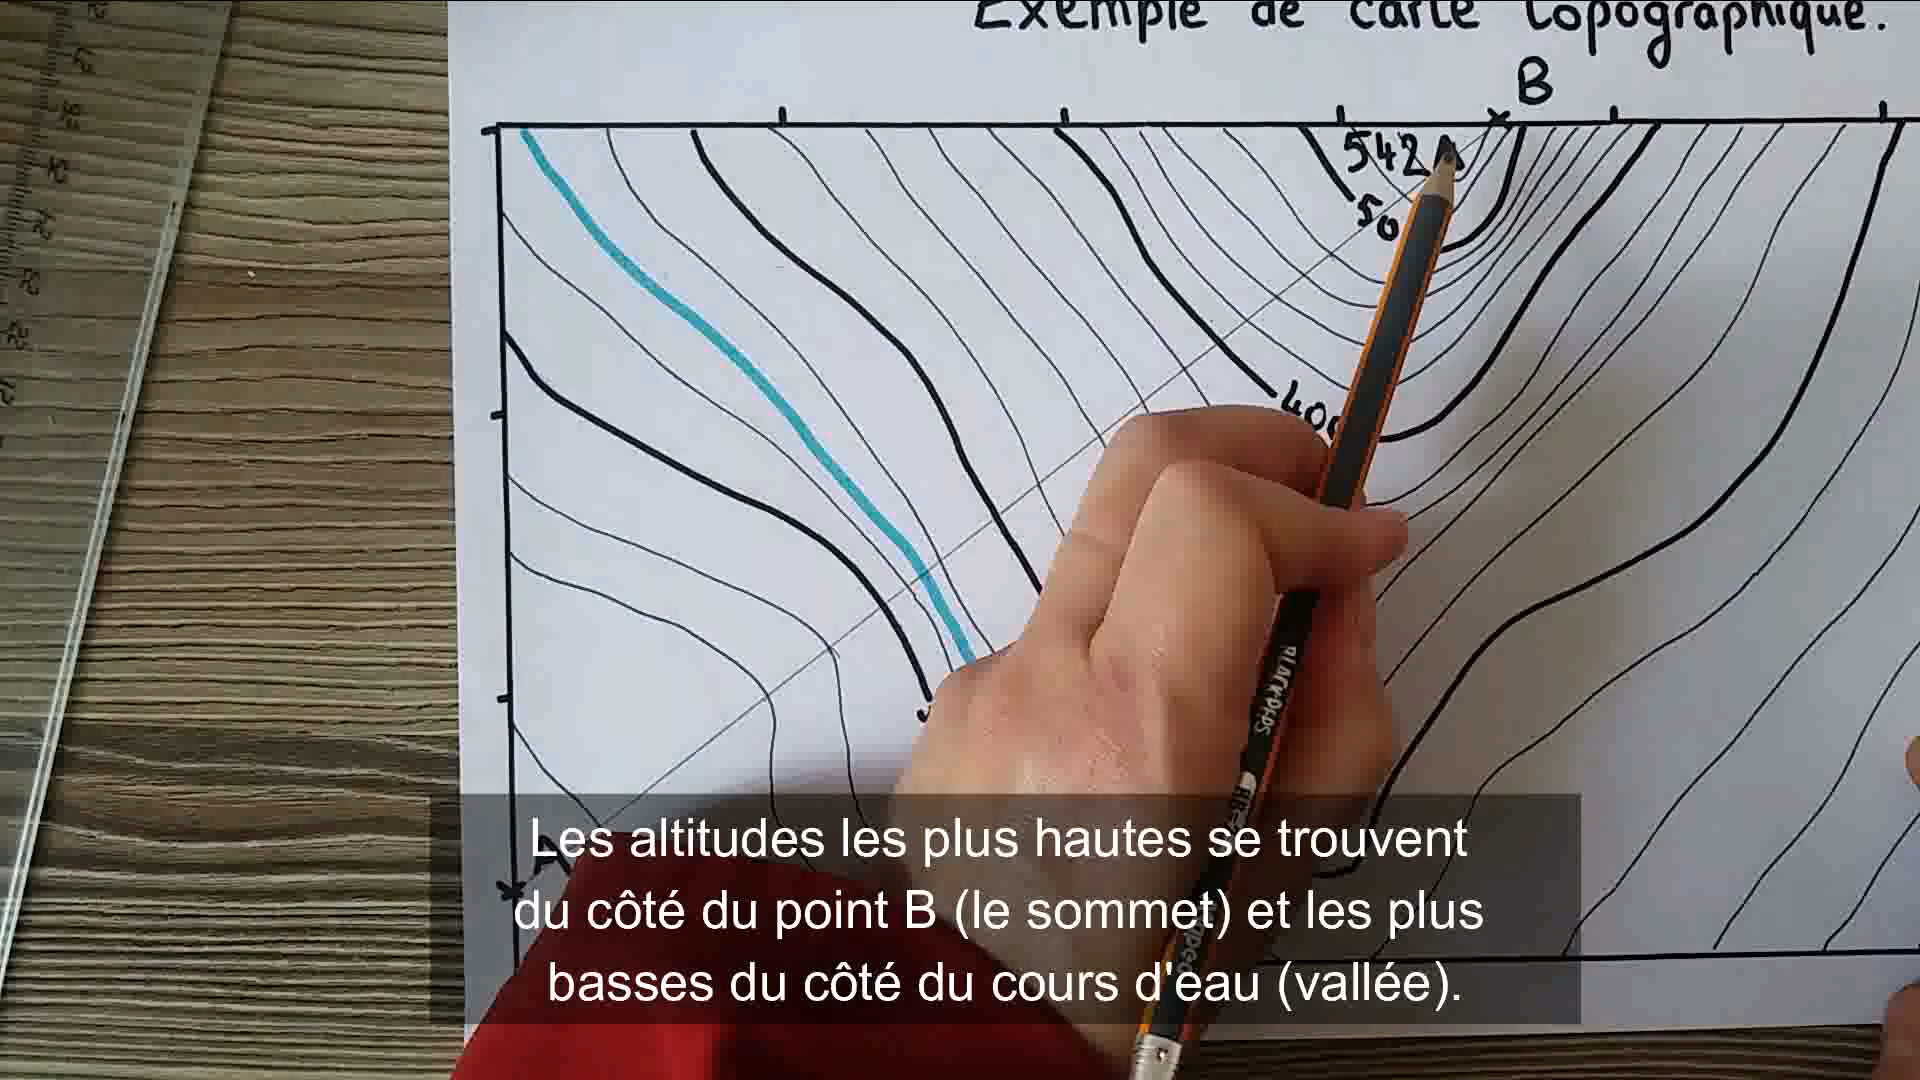 Exemple de carte topographique.
B
542
50
400
A
Les altitudes les plus hautes se trouvent
du côté du point B (le sommet) et les plus
basses du côté du cours d'eau (vallée).